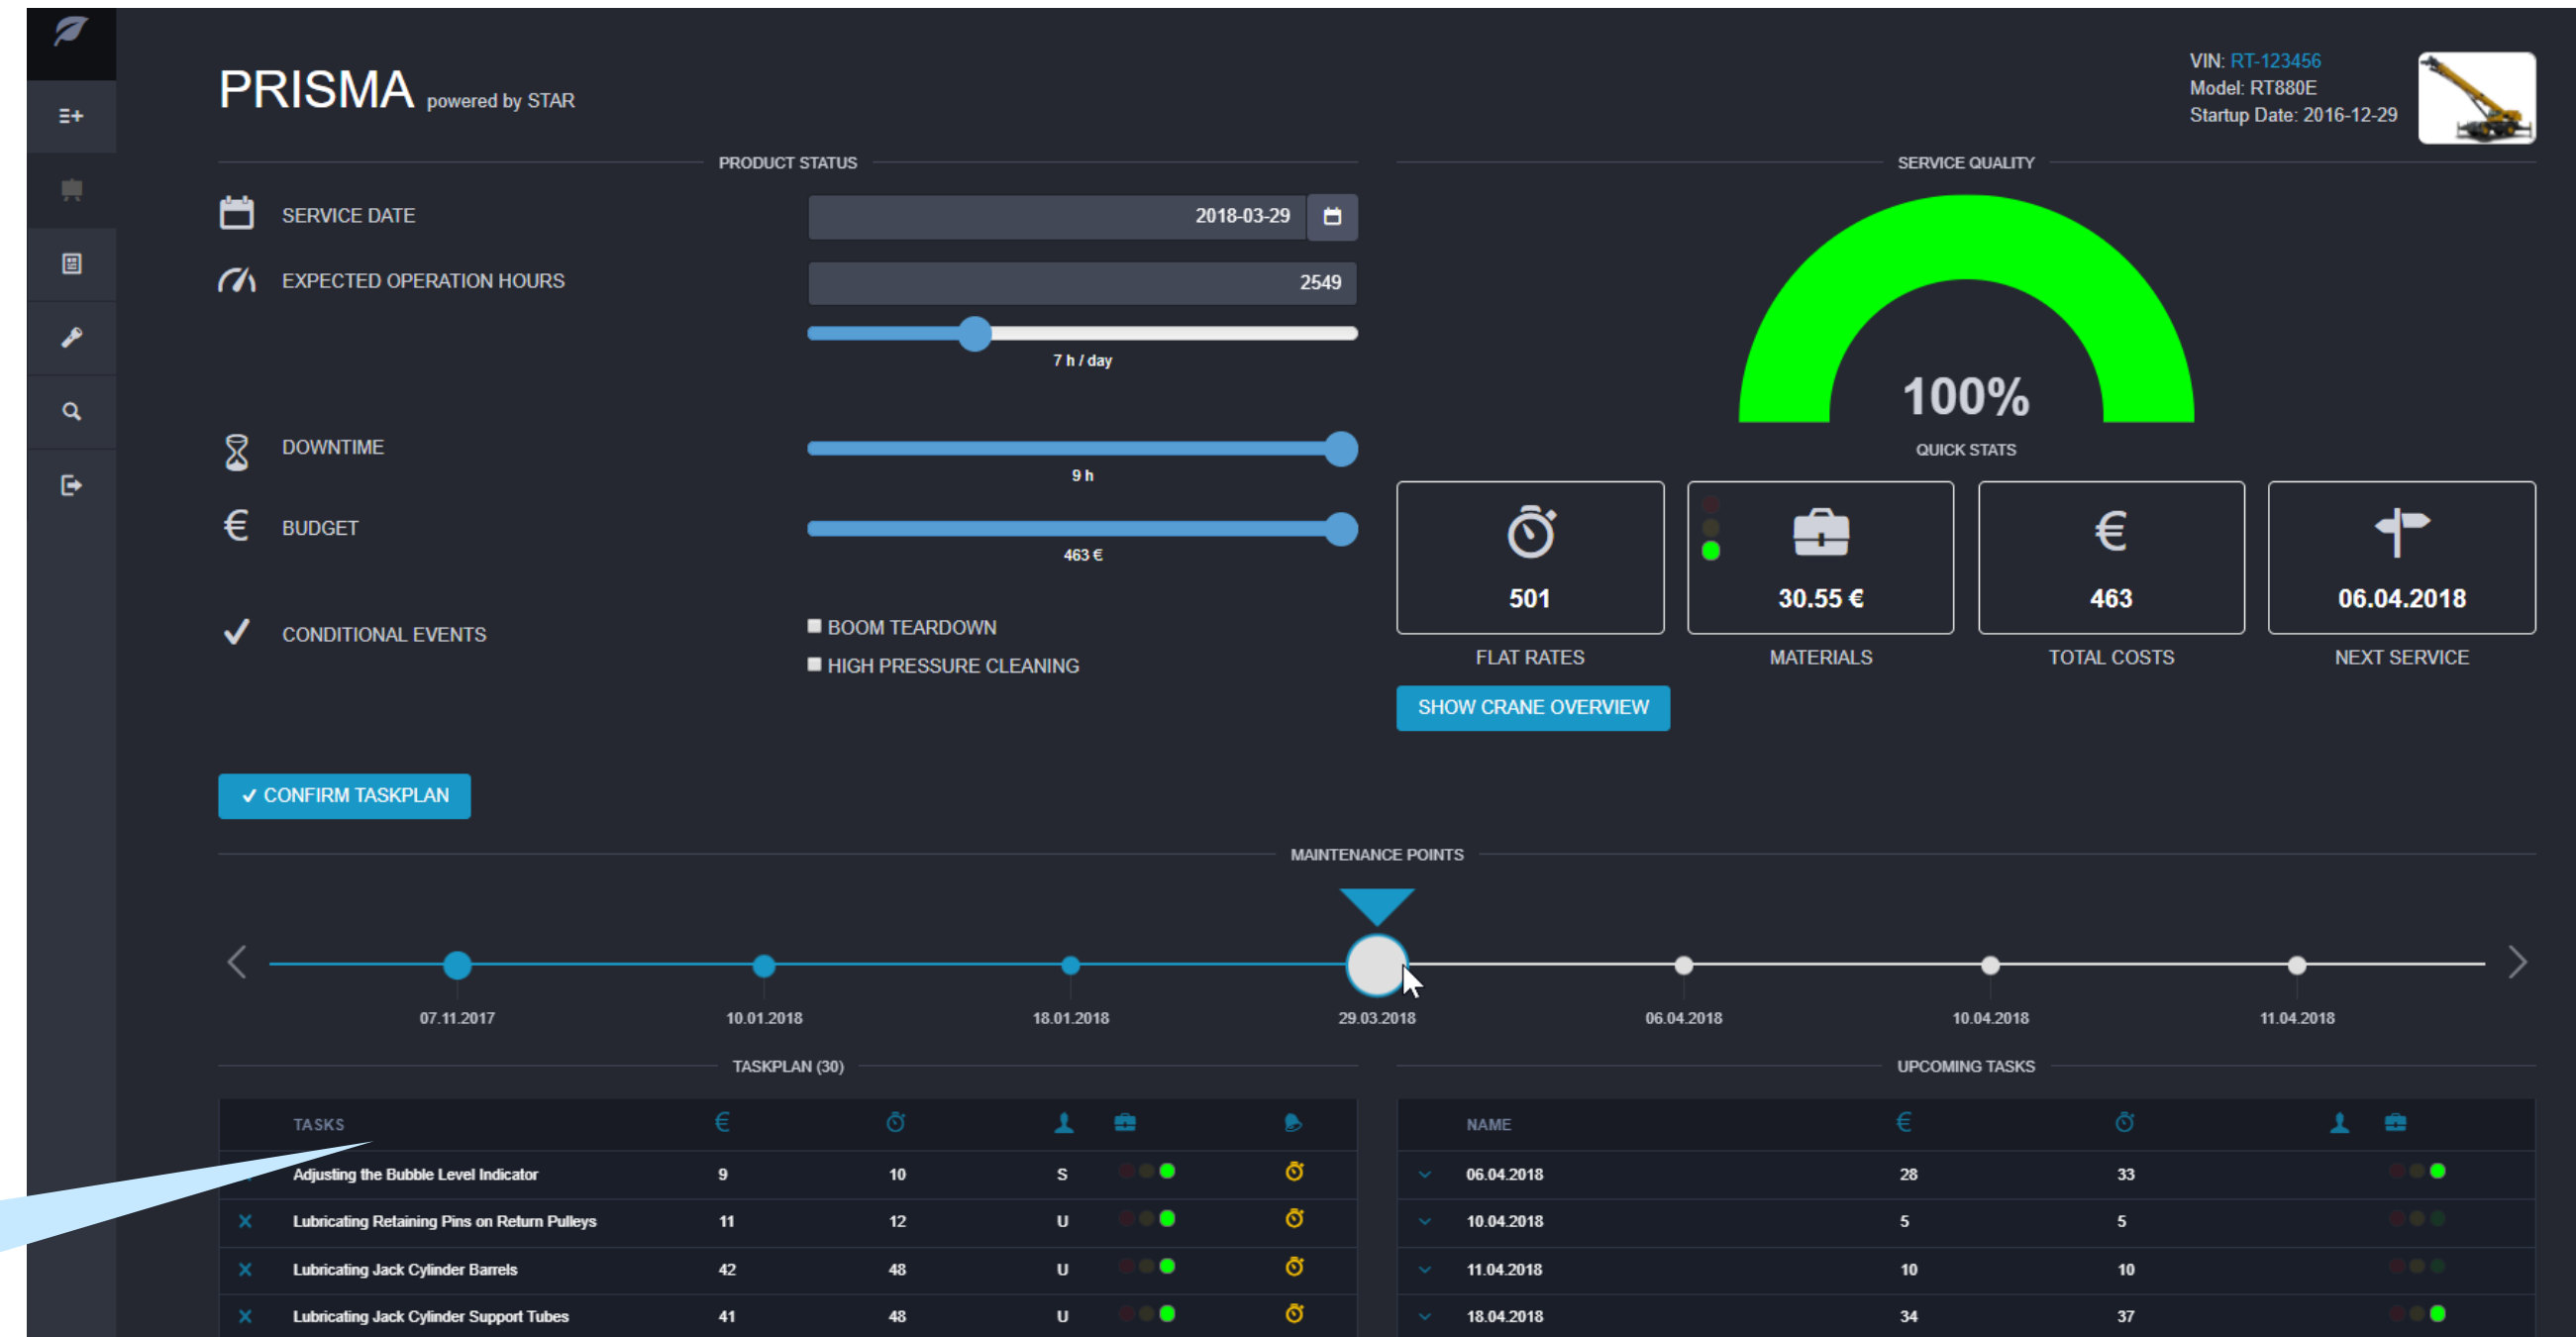 PRISMA powered by STAR
VIN: RT-123456
Model: RT880E
Startup Date: 2016-12-29
PRODUCT STATUS
SERVICE DATE
2018-03-29
EXPECTED OPERATION HOURS
2549
7 h / day
DOWNTIME
9 h
€ BUDGET
463 €
CONDITIONAL EVENTS
BOOM TEARDOWN
HIGH PRESSURE CLEANING
CONFIRM TASKPLAN
SERVICE QUALITY
100%
QUICK STATS
€
501 30.55 € 463 06.04.2018
FLAT RATES MATERIALS TOTAL COSTS NEXT SERVICE
SHOW CRANE OVERVIEW
MAINTENANCE POINTS
07.11.2017 10.01.2018 18.01.2018 29.03.2018 06.04.2018 10.04.2018 11.04.2018
TASKPLAN (30)
TASKS €
Adjusting the Bubble Level Indicator 9 10 S
Lubricating Retaining Pins on Return Pulleys 11 12 U
Lubricating Jack Cylinder Barrels 42 48 U
Lubricating Jack Cylinder Support Tubes 41 48 U
UPCOMING TASKS
NAME €
06.04.2018 28 33
10.04.2018 5 5
11.04.2018 10 10
18.04.2018 34 37